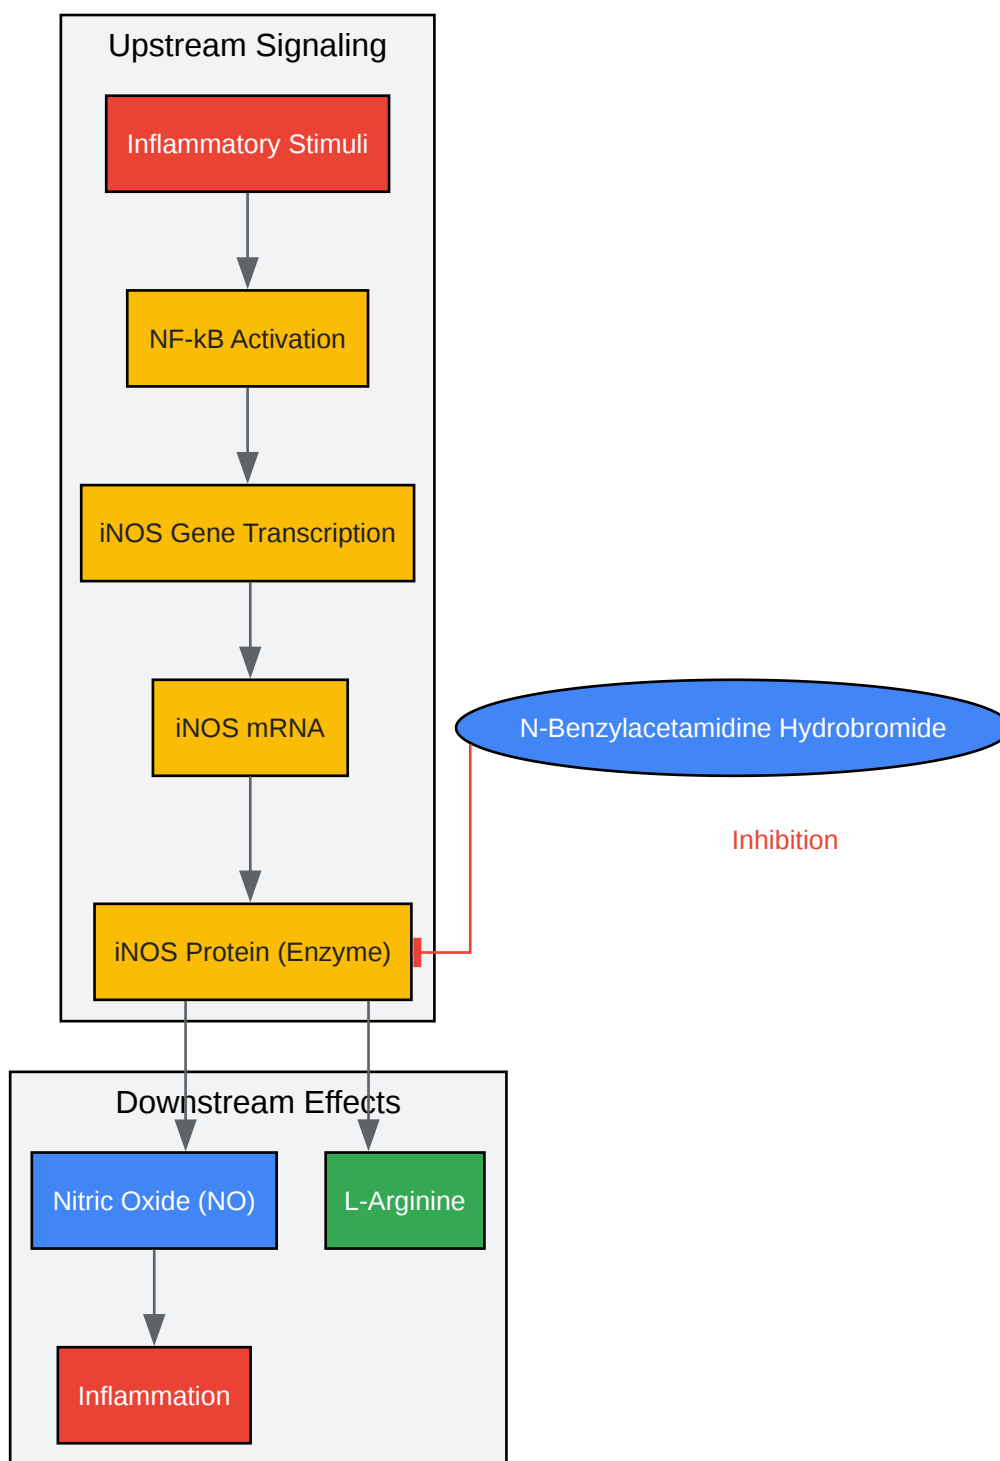 Upstream Signaling
Inflammatory Stimuli
NF-kB Activation
iNOS Gene Transcription
iNOS mRNA
N-Benzylacetamidine Hydrobromide
Inhibition
iNOS Protein (Enzyme)
Downstream Effects
Nitric Oxide (NO)
L-Arginine
Inflammation